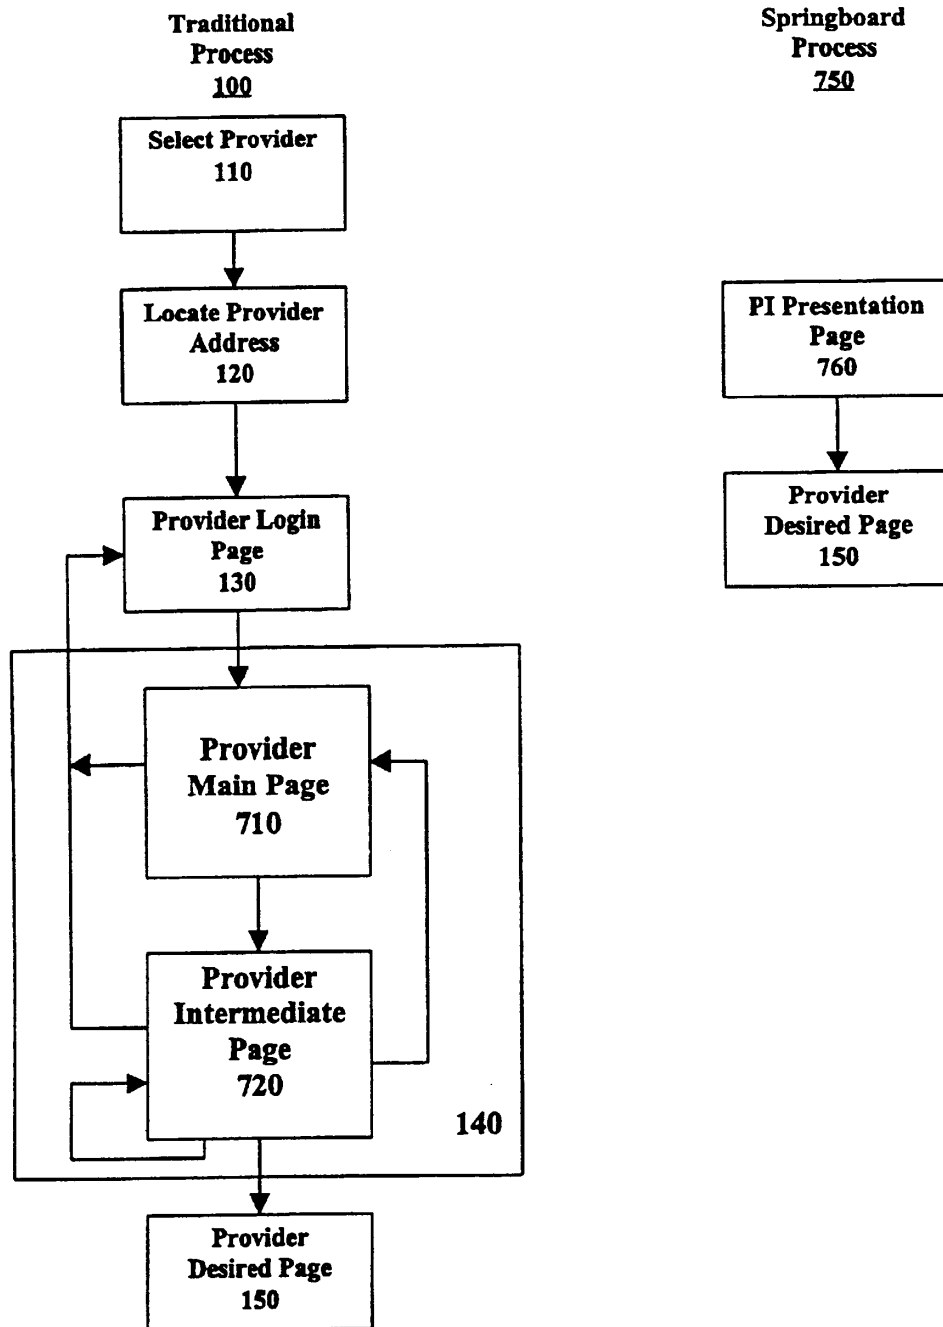 Traditional
Process
100
Select Provider
110
Locate Provider
Address
120
Provider Login
Page
130
Provider
Main Page
710
Provider
Intermediate
Page
720
140
Provider
Desired Page
150
Springboard
Process
750
PI Presentation
Page
760
Provider
Desired Page
150